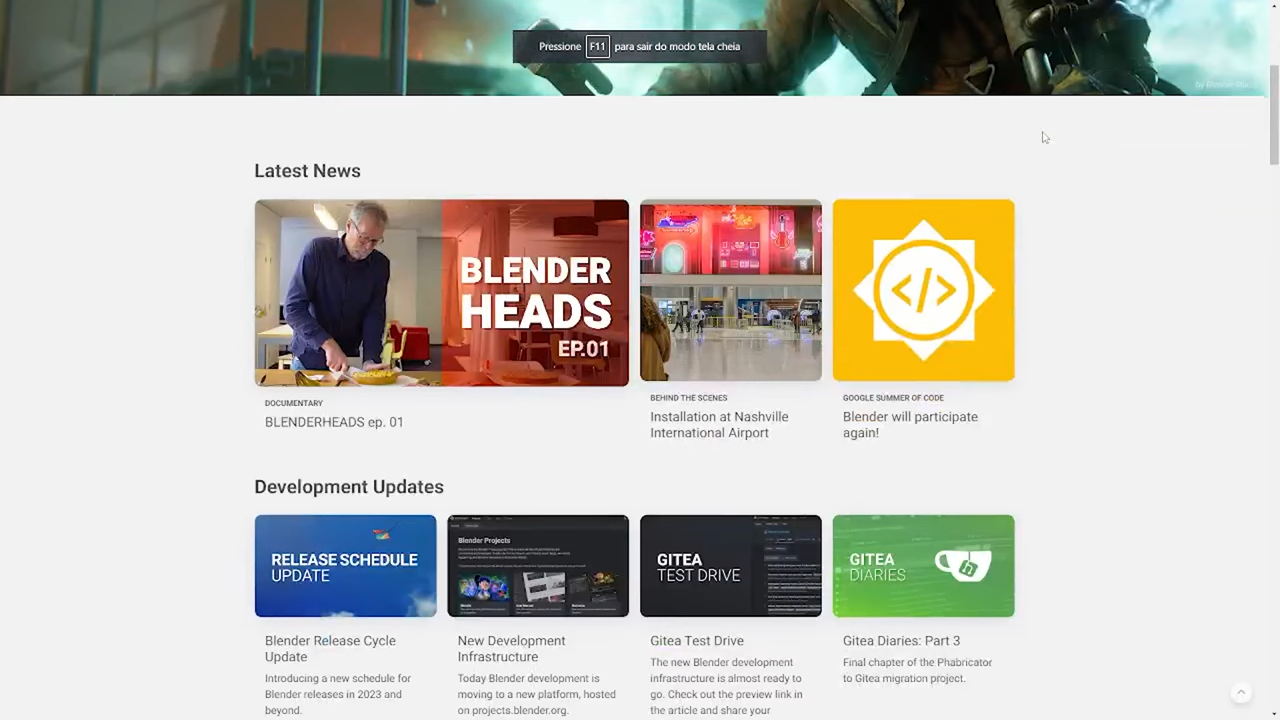 Pressione F11 para sair do modo tela cheia
Latest News
BLENDER
HEADS
EP.01
DOCUMENTARY
BLENDERHEADS ep. 01
BEHIND THE SCENES
Installation at Nashville
International Airport
GOOGLE SUMMER OF CODE
Blender will participate
again!
Development Updates
RELEASE SCHEDULE
UPDATE
Blender Projects
GITEA
TEST DRIVE
GITEA
DIARIES
Blender Release Cycle
Update
Introducing a new schedule for
Blender releases in 2023 and
beyond.
New Development
Infrastructure
Today Blender development is
moving to a new platform, hosted
on projects.blender.org.
Gitea Test Drive
The new Blender development
infrastructure is almost ready to
go. Check out the preview link in
the article and share your
Gitea Diaries: Part 3
Final chapter of the Phabricator
to Gitea migration project.